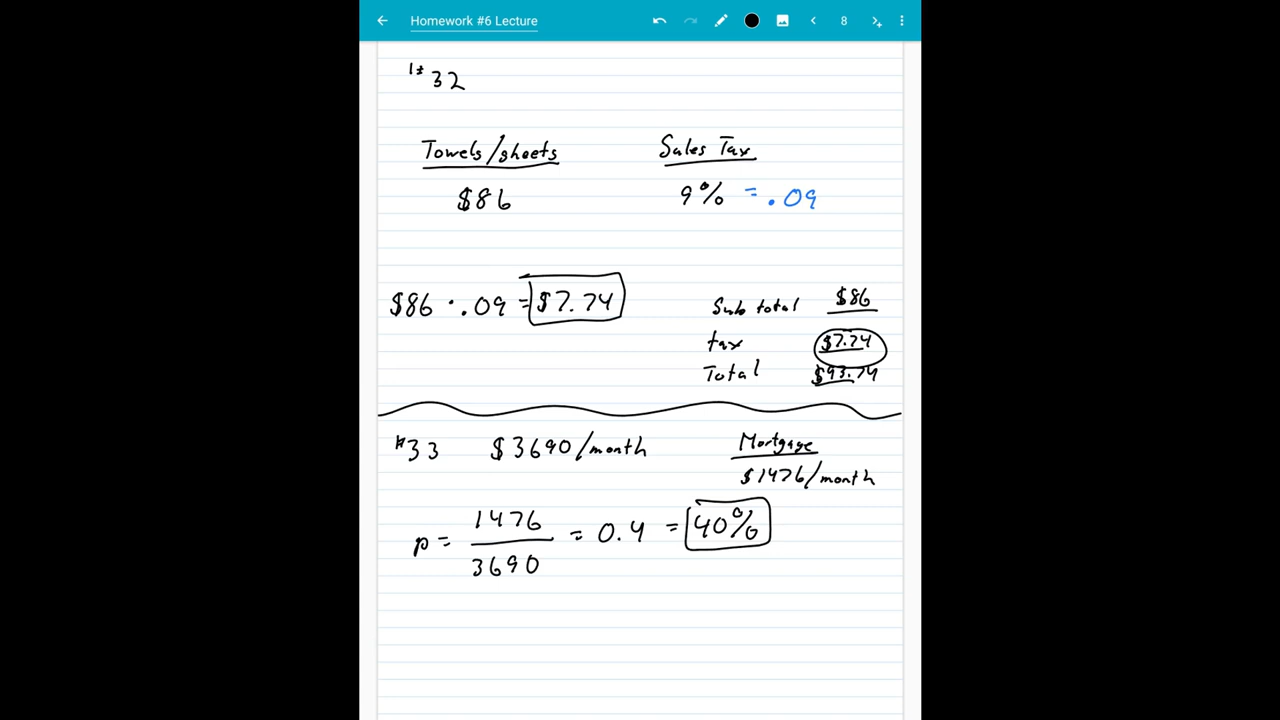 Homework #6 Lecture
8
#32
Towels/sheets Sales Tax
$86 9% = .09
$86 · .09 = $7.74
Sub total $86
tax $7.74
Total $93.74
#33 $3690/month Mortgage
$1476/month
p = 1476/3690 = 0.4 = 40%